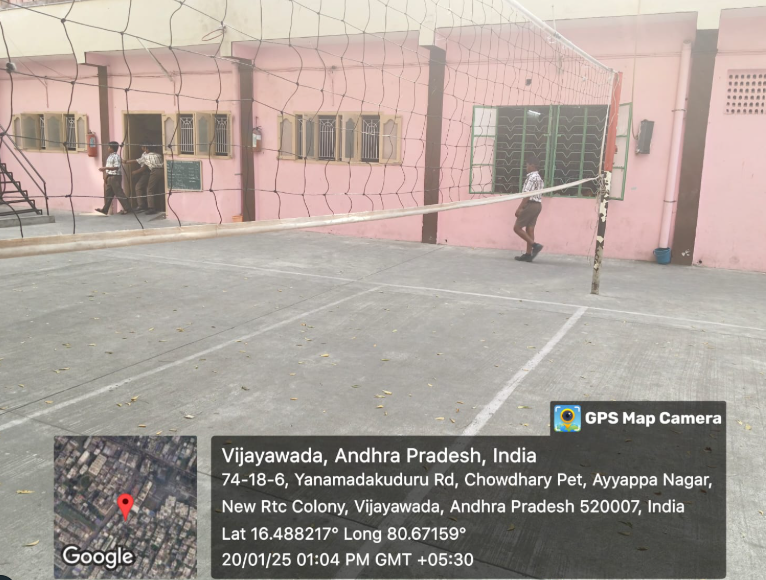 GPS Map Camera
Vijayawada, Andhra Pradesh, India
74-18-6, Yanamadakuduru Rd, Chowdhary Pet, Ayyappa Nagar,
New Rtc Colony, Vijayawada, Andhra Pradesh 520007, India
Lat 16.488217° Long 80.67159°
20/01/25 01:04 PM GMT +05:30
Google